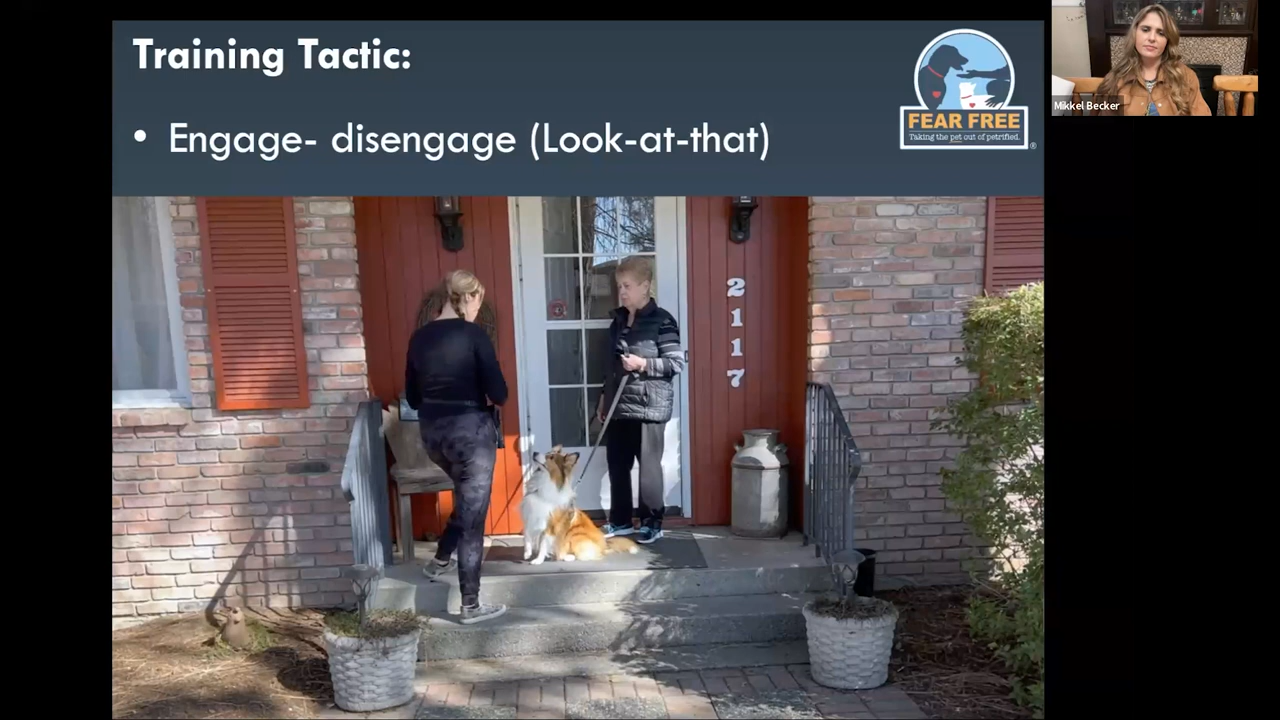 Training Tactic:
• Engage- disengage (Look-at-that)
FEAR FREE
Taking the pet out of petrified.
®
Mikkel Becker
2
1
1
7